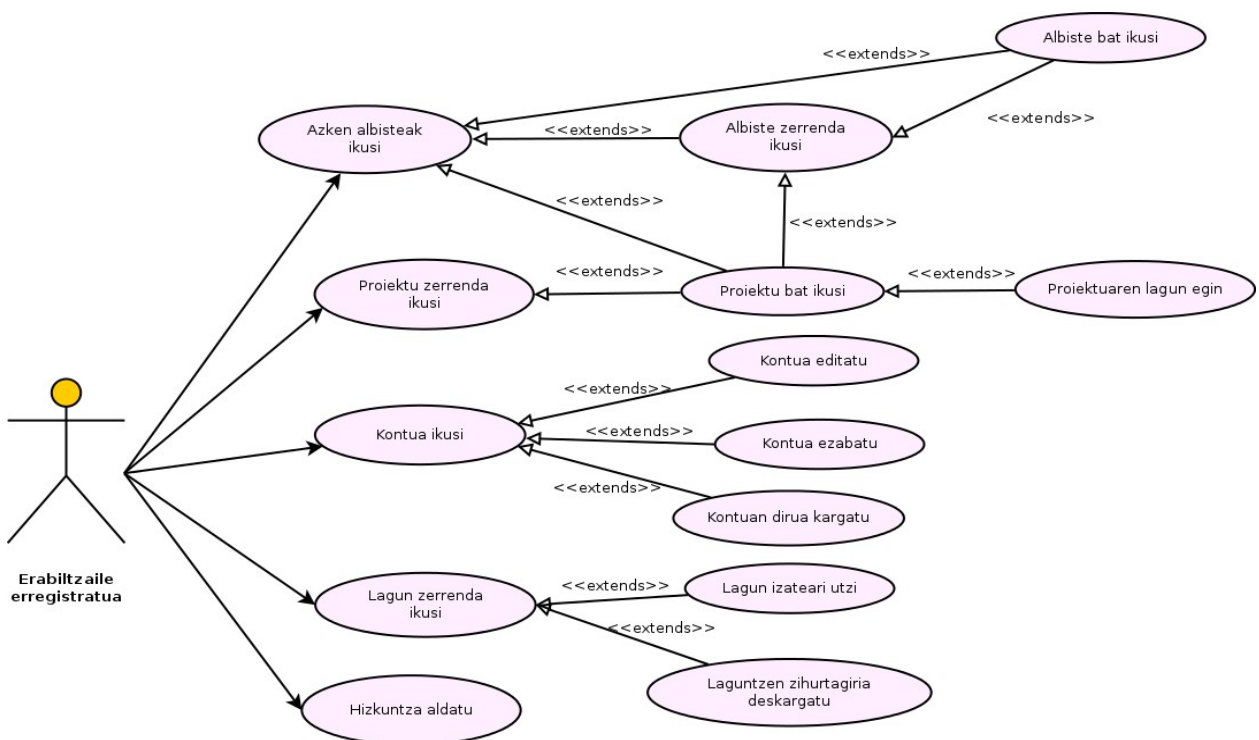 Albiste bat ikusi
<<extends>>
Azken albisteak
ikusi
<<extends>>
Albiste zerrenda
ikusi
<<extends>>
<<extends>>
<<extends>>
Proiektu zerrenda
ikusi
<<extends>>
Proiektu bat ikusi
<<extends>>
Proiektuaren lagun egin
Kontua editatu
<<extends>>
Kontua ikusi
<<extends>>
Kontua ezabatu
<<extends>>
Kontuan dirua kargatu
Erabiltzaile
erregistratua
Lagun zerrenda
ikusi
<<extends>>
Lagun izateari utzi
<<extends>>
Laguntzen zihurtagiria
deskargatu
Hizkuntza aldatu